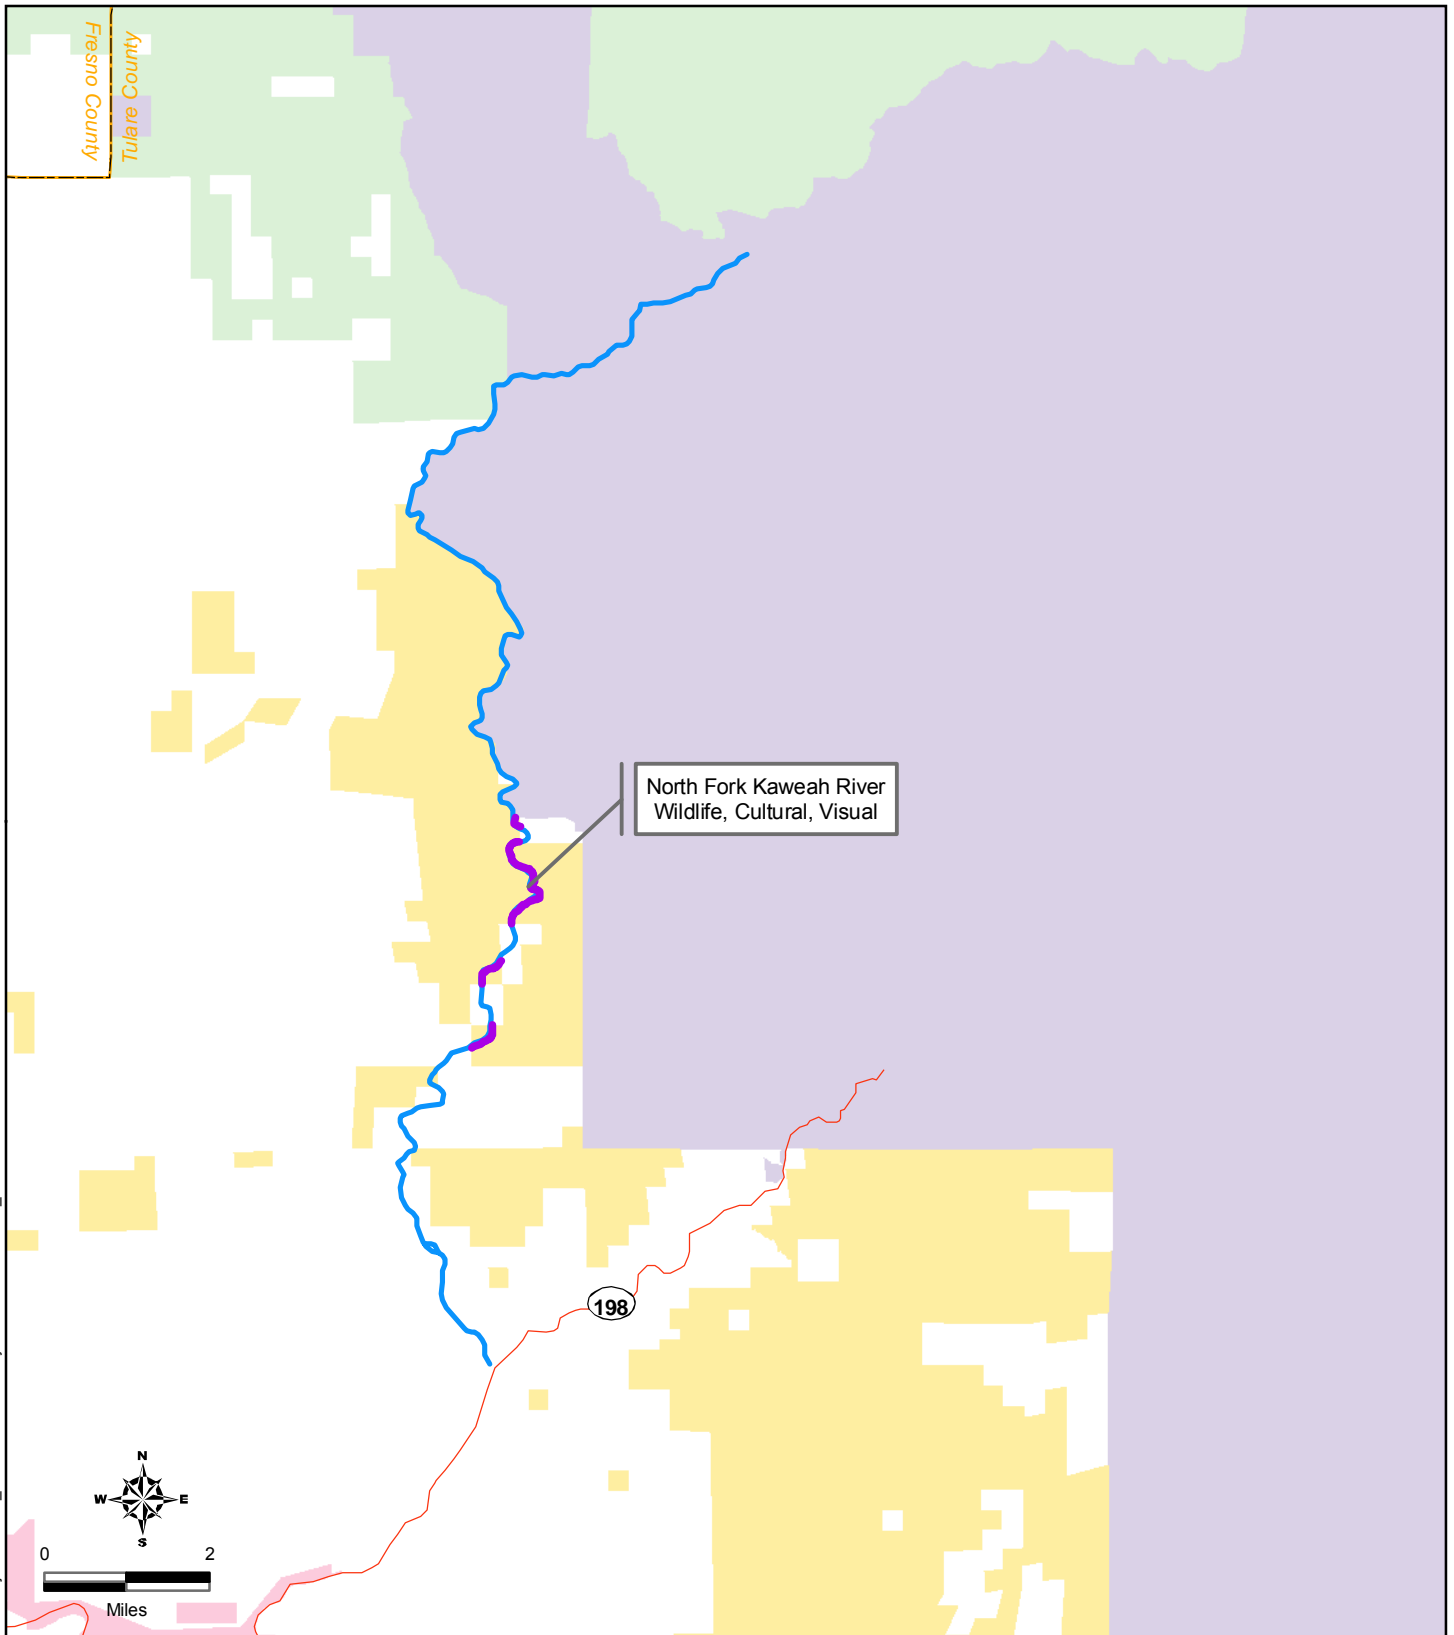 Fresno County
Tulare County
North Fork Kaweah River
Wildlife, Cultural, Visual
198
N
W E
S
0 2
Miles